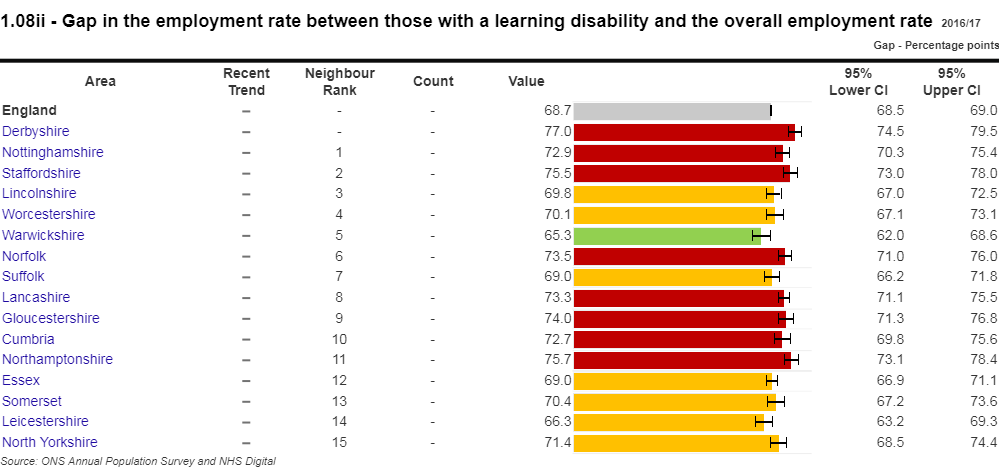 1.08ii - Gap in the employment rate between those with a learning disability and the overall employment rate 2016/17
Gap - Percentage points
Area Recent Trend Neighbour Rank Count Value 95% Lower CI 95% Upper CI
England – - - 68.7 68.5 69.0
Derbyshire – - - 77.0 74.5 79.5
Nottinghamshire – 1 - 72.9 70.3 75.4
Staffordshire – 2 - 75.5 73.0 78.0
Lincolnshire – 3 - 69.8 67.0 72.5
Worcestershire – 4 - 70.1 67.1 73.1
Warwickshire – 5 - 65.3 62.0 68.6
Norfolk – 6 - 73.5 71.0 76.0
Suffolk – 7 - 69.0 66.2 71.8
Lancashire – 8 - 73.3 71.1 75.5
Gloucestershire – 9 - 74.0 71.3 76.8
Cumbria – 10 - 72.7 69.8 75.6
Northamptonshire – 11 - 75.7 73.1 78.4
Essex – 12 - 69.0 66.9 71.1
Somerset – 13 - 70.4 67.2 73.6
Leicestershire – 14 - 66.3 63.2 69.3
North Yorkshire – 15 - 71.4 68.5 74.4
Source: ONS Annual Population Survey and NHS Digital